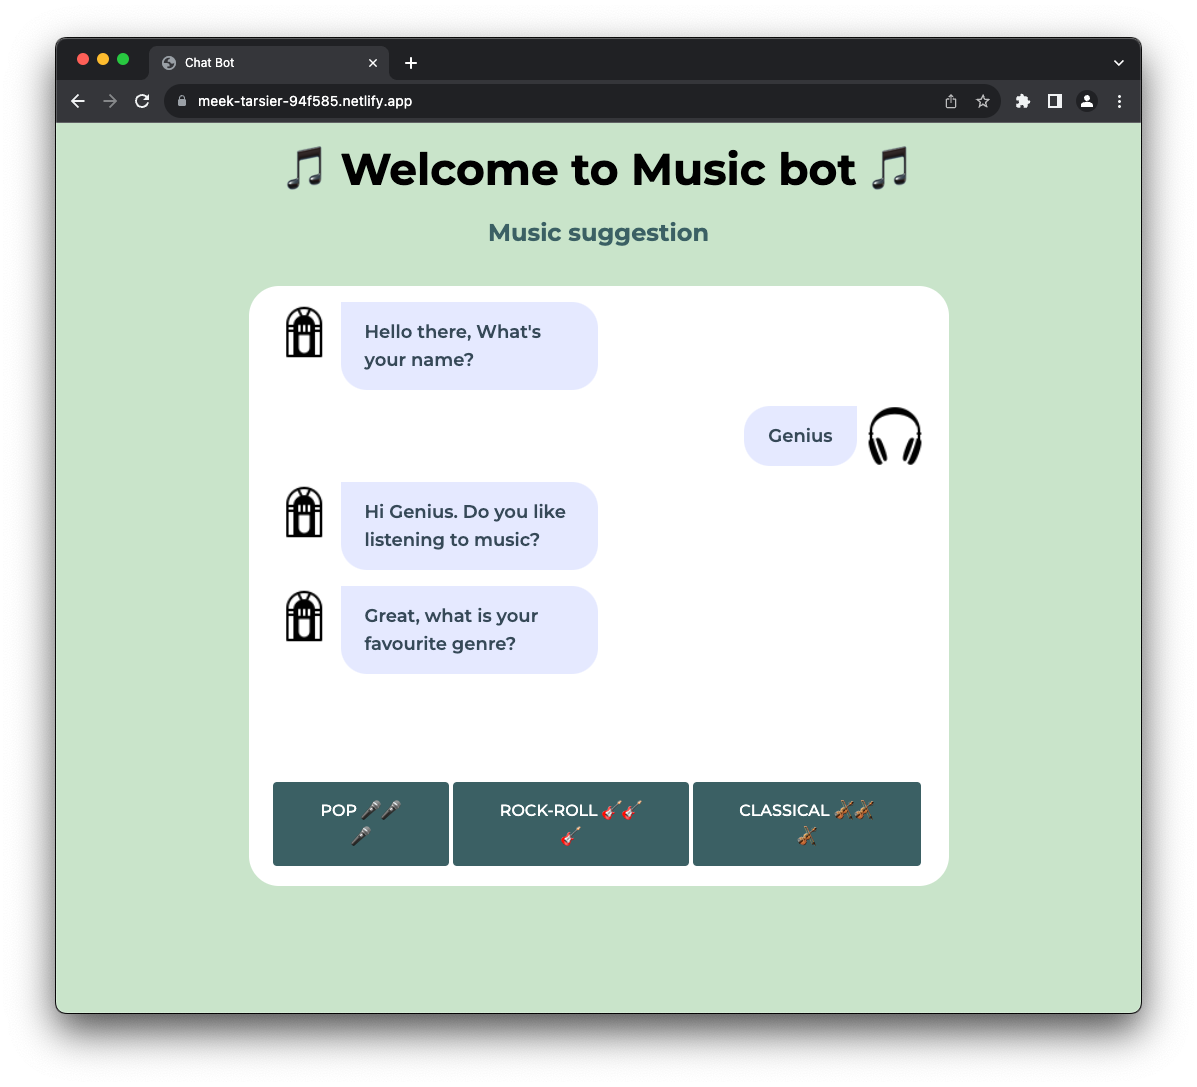 Chat Bot
meek-tarsier-94f585.netlify.app
🎵 Welcome to Music bot 🎵
Music suggestion
Hello there, What's
your name?
Genius
Hi Genius. Do you like
listening to music?
Great, what is your
favourite genre?
POP 🎤🎤
🎤
ROCK-ROLL 🎸🎸
🎸
CLASSICAL 🎻🎻
🎻